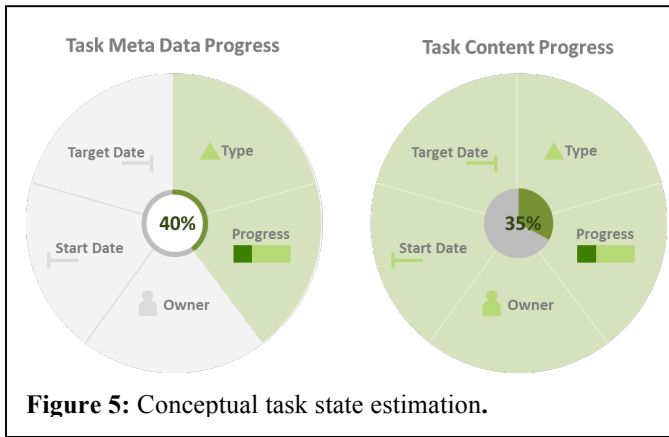 Task Meta Data Progress
Target Date
Type
40%
Progress
Start Date
Owner
Task Content Progress
Target Date
Type
35%
Progress
Start Date
Owner
Figure 5: Conceptual task state estimation.